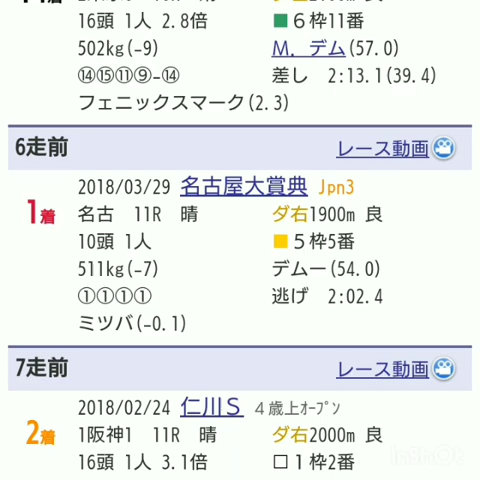 16頭 1人 2.8倍 ■６枠11番
502kg(-9) Ｍ．デム(57.0)
⑭⑮⑪⑨-⑭ 差し 2:13.1(39.4)
フェニックスマーク(2.3)
6走前 レース動画
1着 2018/03/29 名古屋大賞典 Jpn3
名古 11R 晴 ダ右1900m 良
10頭 1人 ■５枠5番
511kg(-7) デムー(54.0)
①①①① 逃げ 2:02.4
ミツバ(-0.1)
7走前 レース動画
2着 2018/02/24 仁川Ｓ ４歳上ｵｰﾌﾟﾝ
1阪神1 11R 晴 ダ右2000m 良
16頭 1人 3.1倍 □１枠2番